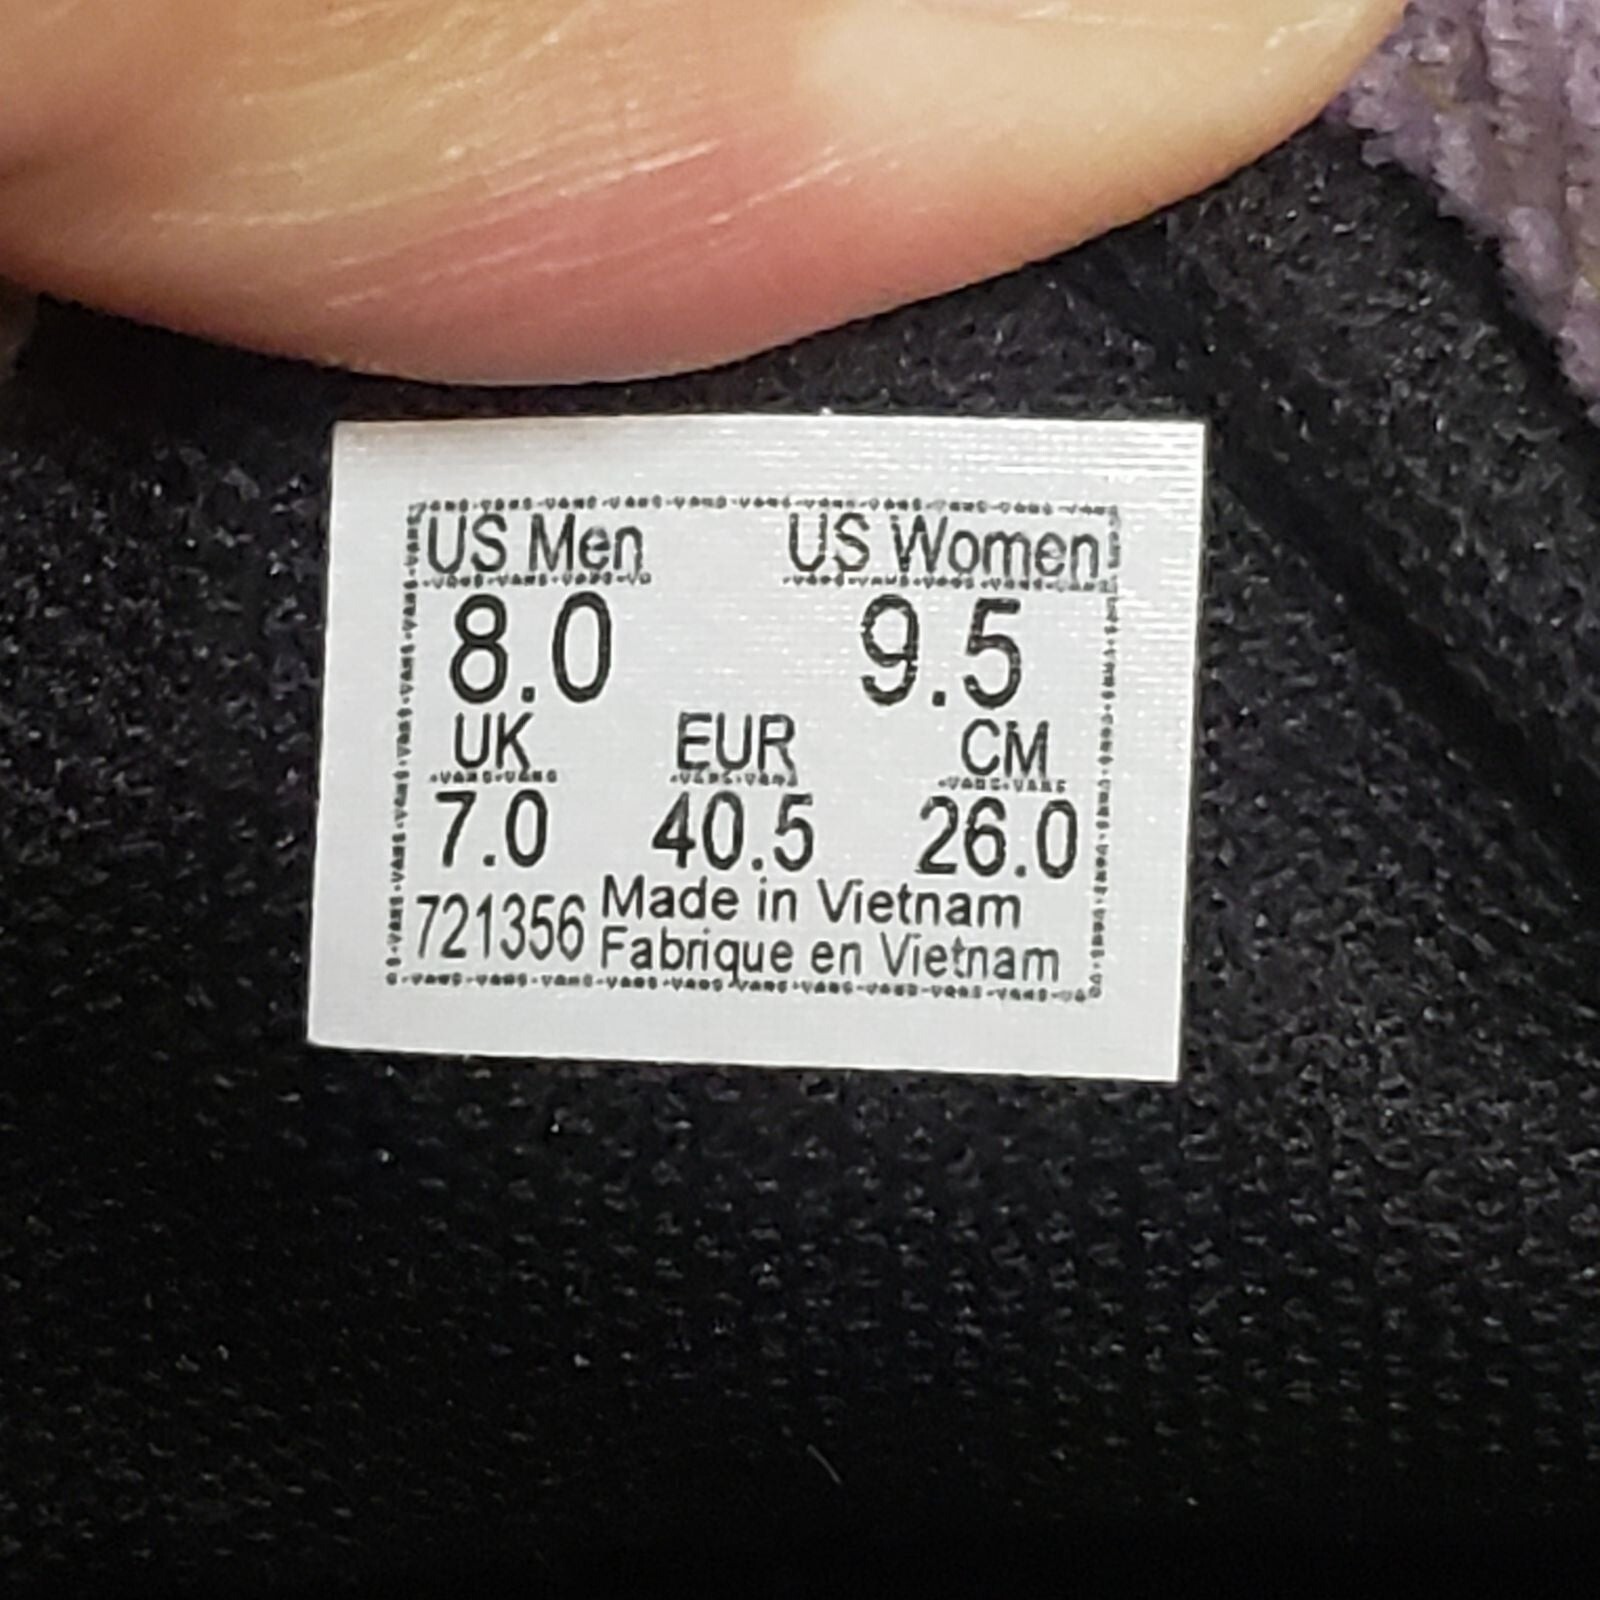 US Men US Women
8.0 9.5
UK EUR CM
7.0 40.5 26.0
721356 Made in Vietnam
Fabrique en Vietnam